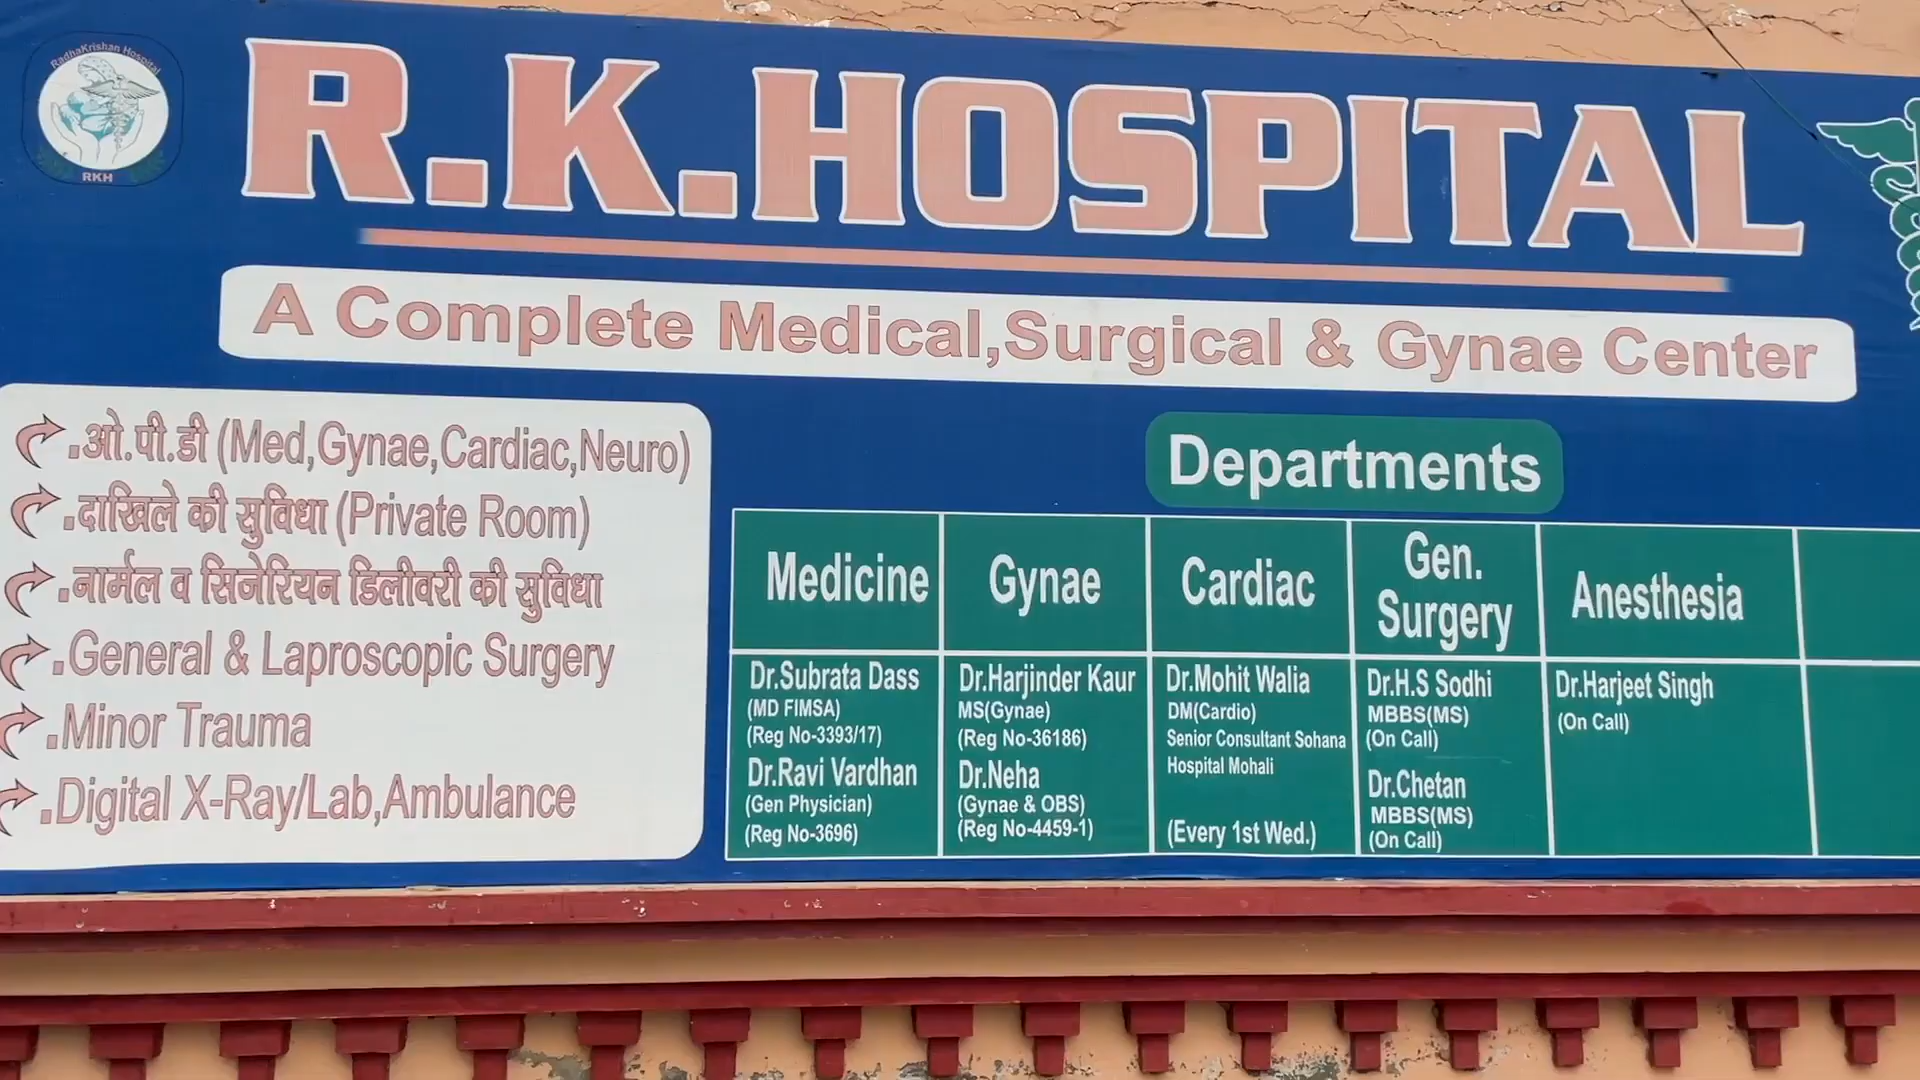 RadhaKrishan Hospital
RKH
R.K.HOSPITAL
A Complete Medical,Surgical & Gynae Center
.ओ.पी.डी (Med,Gynae,Cardiac,Neuro)
.दाखिले की सुविधा (Private Room)
.नार्मल व सिजेरियन डिलीवरी की सुविधा
.General & Laproscopic Surgery
.Minor Trauma
.Digital X-Ray/Lab,Ambulance
Departments
Medicine
Dr.Subrata Dass
(MD FIMSA)
(Reg No-3393/17)
Dr.Ravi Vardhan
(Gen Physician)
(Reg No-3696)
Gynae
Dr.Harjinder Kaur
MS(Gynae)
(Reg No-36186)
Dr.Neha
(Gynae & OBS)
(Reg No-4459-1)
Cardiac
Dr.Mohit Walia
DM(Cardio)
Senior Consultant Sohana
Hospital Mohali
(Every 1st Wed.)
Gen.
Surgery
Dr.H.S Sodhi
MBBS(MS)
(On Call)
Dr.Chetan
MBBS(MS)
(On Call)
Anesthesia
Dr.Harjeet Singh
(On Call)